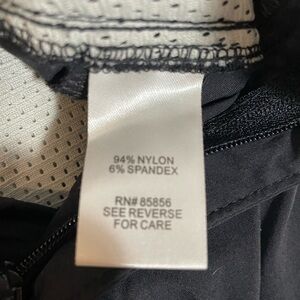 94% NYLON
6% SPANDEX
RN# 85856
SEE REVERSE
FOR CARE